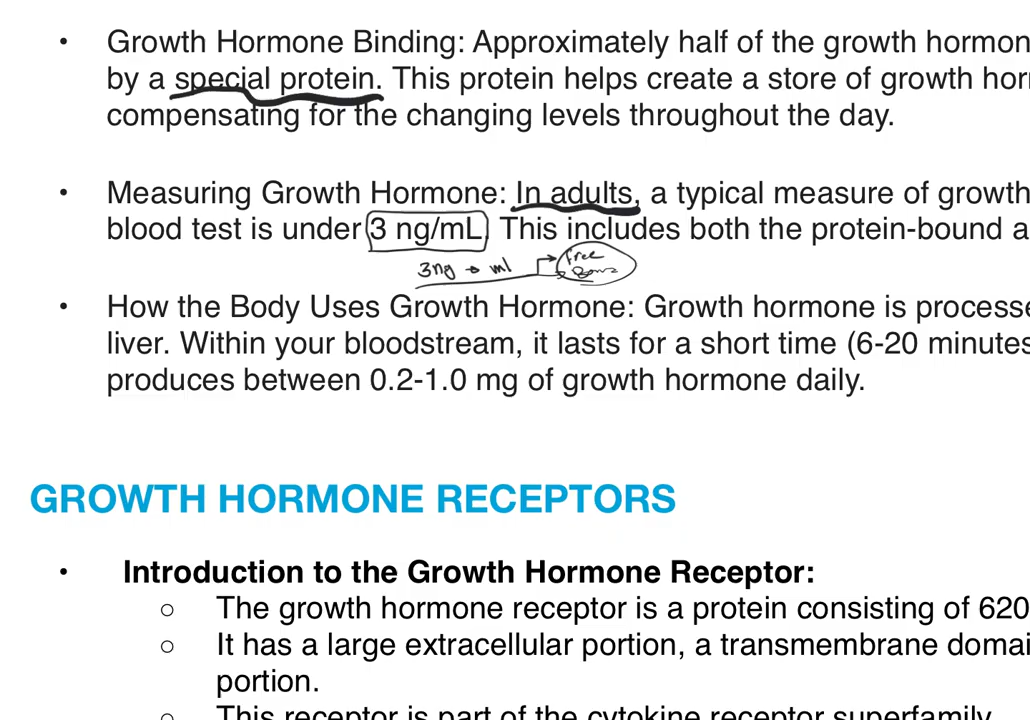 • Growth Hormone Binding: Approximately half of the growth hormon
by a special protein. This protein helps create a store of growth hor
compensating for the changing levels throughout the day.
• Measuring Growth Hormone: In adults, a typical measure of growth
blood test is under 3 ng/mL. This includes both the protein-bound a
3ng → ml Free
• How the Body Uses Growth Hormone: Growth hormone is processe
liver. Within your bloodstream, it lasts for a short time (6-20 minutes
produces between 0.2-1.0 mg of growth hormone daily.
GROWTH HORMONE RECEPTORS
• Introduction to the Growth Hormone Receptor:
○ The growth hormone receptor is a protein consisting of 620
○ It has a large extracellular portion, a transmembrane domai
portion.
○ This receptor is part of the cytokine receptor superfamily